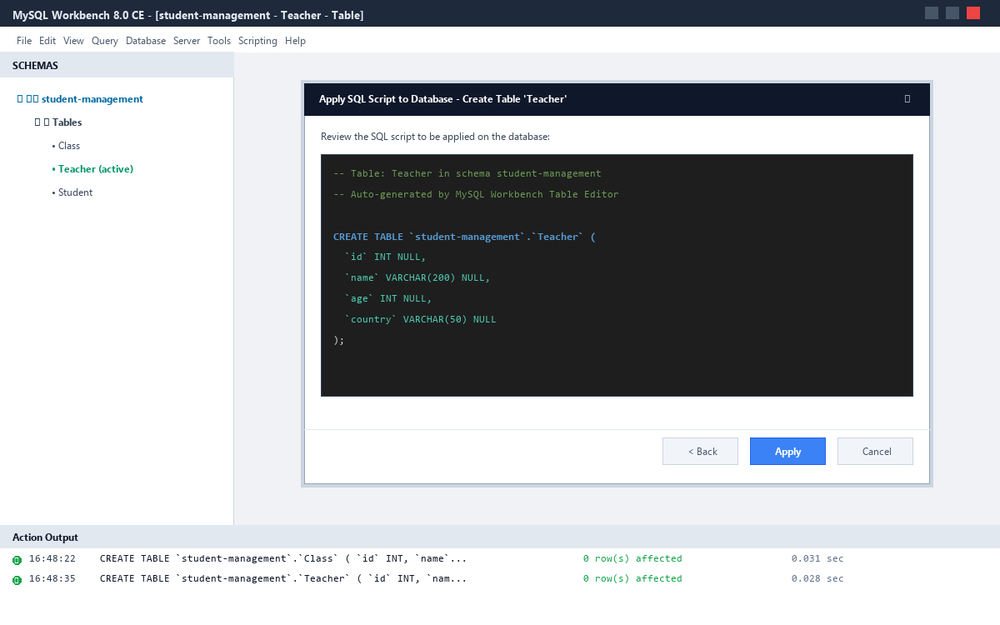 MySQL Workbench 8.0 CE - [student-management - Teacher - Table]
File Edit View Query Database Server Tools Scripting Help
SCHEMAS
student-management
Tables
• Class
• Teacher (active)
• Student
Apply SQL Script to Database - Create Table 'Teacher'
Review the SQL script to be applied on the database:
-- Table: Teacher in schema student-management
-- Auto-generated by MySQL Workbench Table Editor
CREATE TABLE `student-management`.`Teacher` (
`id` INT NULL,
`name` VARCHAR(200) NULL,
`age` INT NULL,
`country` VARCHAR(50) NULL
);
< Back Apply Cancel
Action Output
16:48:22 CREATE TABLE `student-management`.`Class` ( `id` INT, `name`... 0 row(s) affected 0.031 sec
16:48:35 CREATE TABLE `student-management`.`Teacher` ( `id` INT, `nam... 0 row(s) affected 0.028 sec